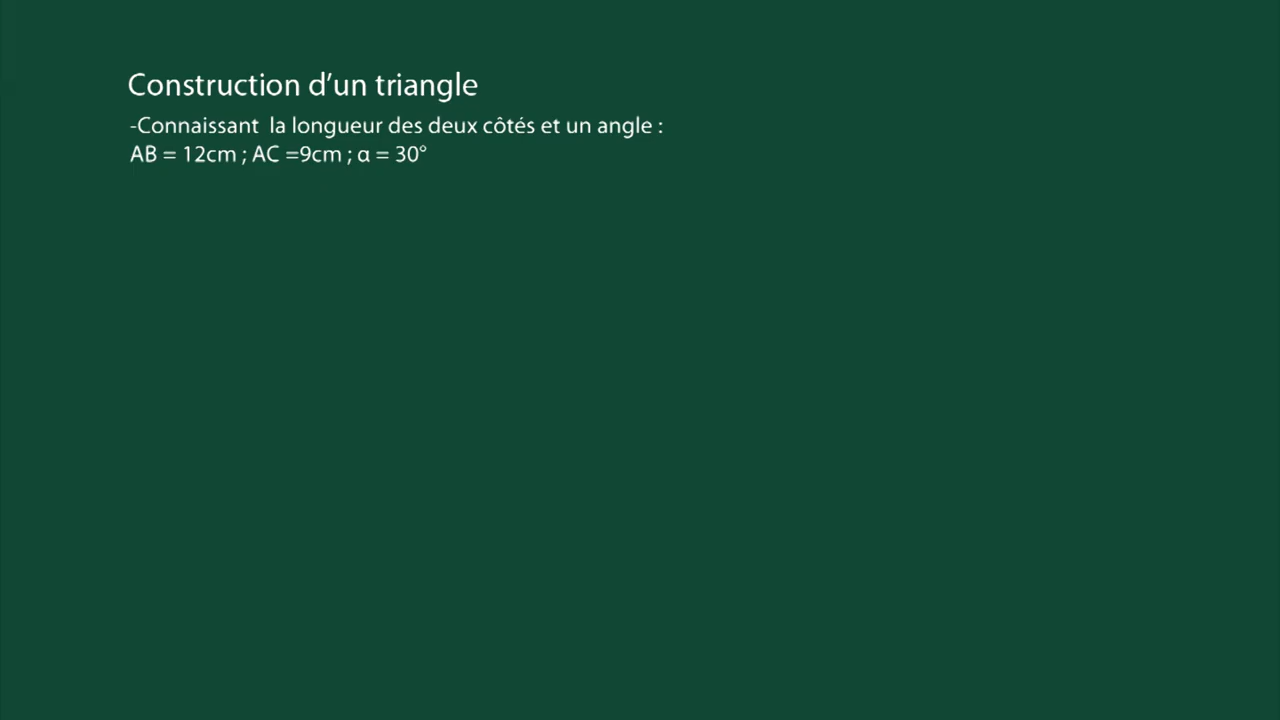 Construction d’un triangle
-Connaissant la longueur des deux côtés et un angle :
AB = 12cm ; AC =9cm ; α = 30°